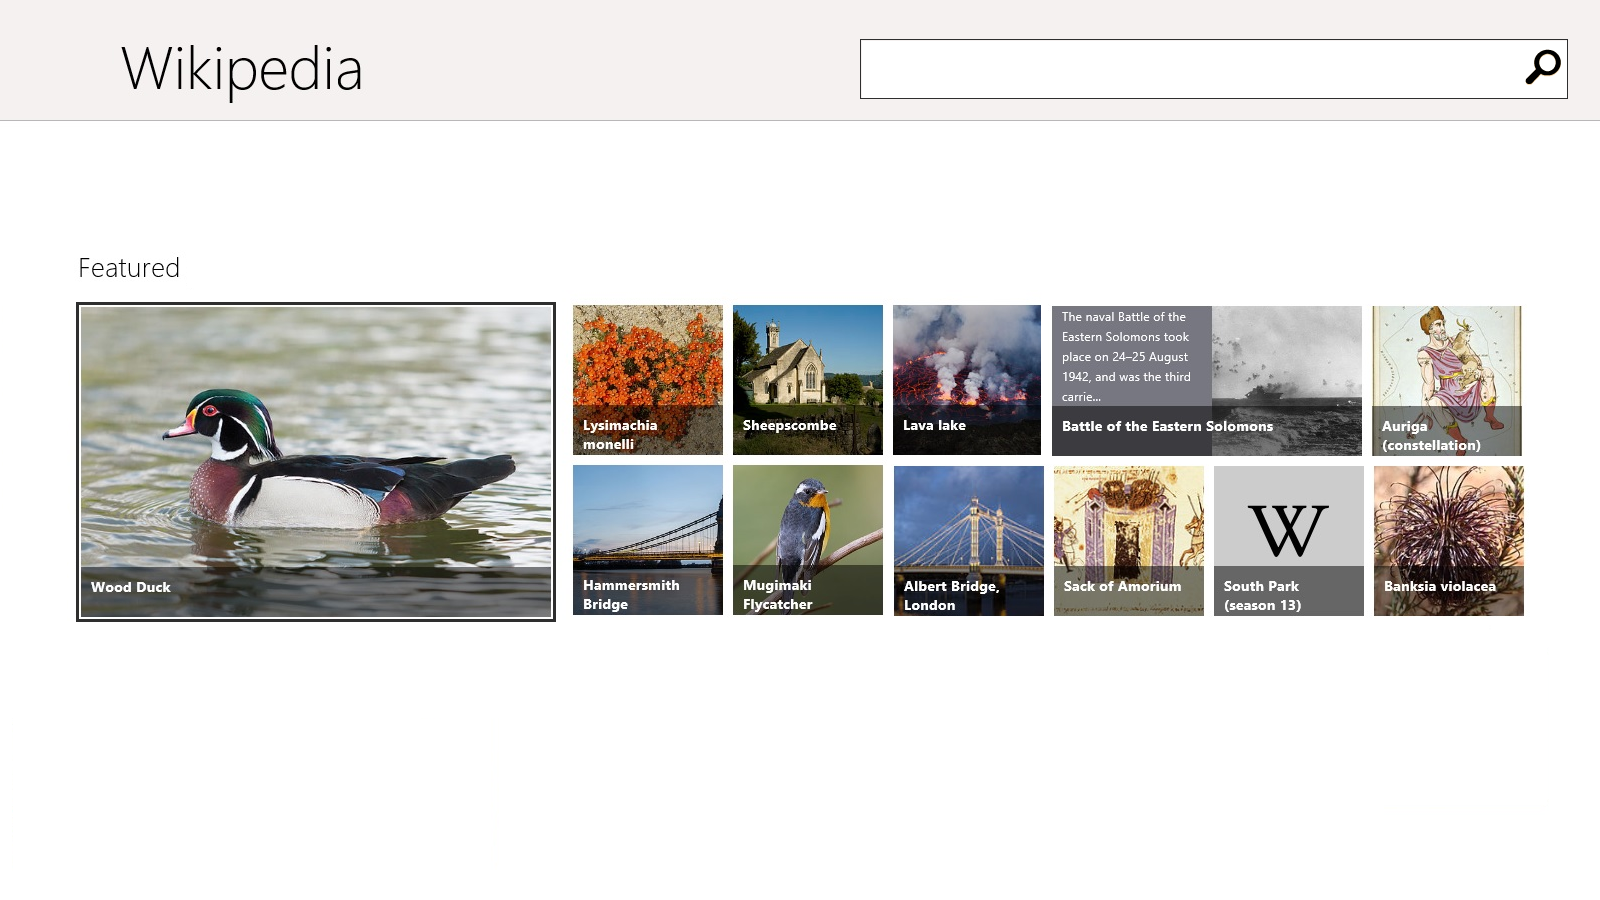 Wikipedia
Featured
Wood Duck
Lysimachia
monelli
Sheepscombe
Lava lake
The naval Battle of the
Eastern Solomons took
place on 24–25 August
1942, and was the third
carrie...
Battle of the Eastern Solomons
Auriga
(constellation)
Hammersmith
Bridge
Mugimaki
Flycatcher
Albert Bridge,
London
Sack of Amorium
W
South Park
(season 13)
Banksia violacea